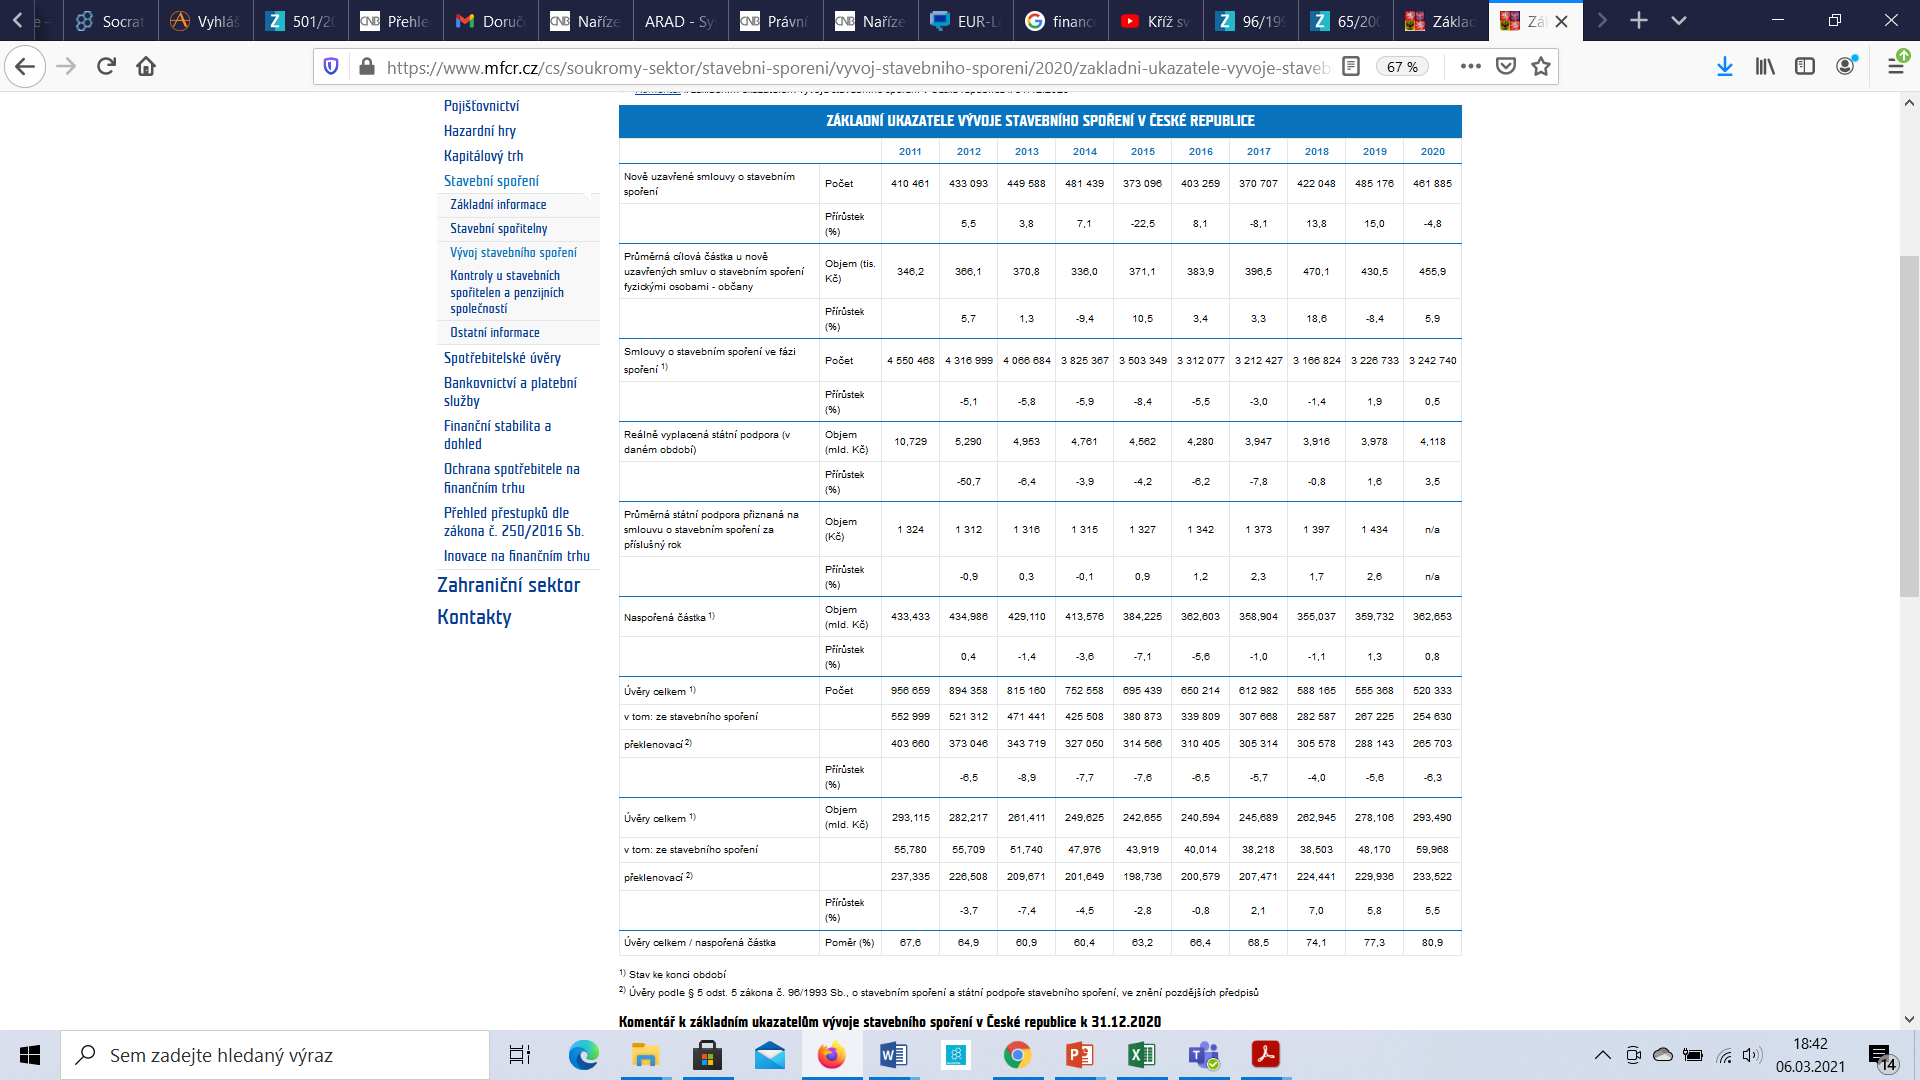 Socrat
Vyhláš
501/20
Přehle
Doruče
Naříze
ARAD - Sy
Právní
Naříze
EUR-L
financ
Kříž sv
96/199
65/200
Základ
Zá
https://www.mfcr.cz/cs/soukromy-sektor/stavebni-sporeni/vyvoj-stavebniho-sporeni/2020/zakladni-ukazatele-vyvoje-staveb
67 %
Pojišťovnictví
Hazardní hry
Kapitálový trh
Stavební spoření
Základní informace
Stavební spořitelny
Vývoj stavebního spoření
Kontroly u stavebních
spořitelen a penzijních
společností
Ostatní informace
Spotřebitelské úvěry
Bankovnictví a platební
služby
Finanční stabilita a
dohled
Ochrana spotřebitele na
finančním trhu
Přehled přestupků dle
zákona č. 250/2016 Sb.
Inovace na finančním trhu
Zahraniční sektor
Kontakty
ZÁKLADNÍ UKAZATELE VÝVOJE STAVEBNÍHO SPOŘENÍ V ČESKÉ REPUBLICE
2011 2012 2013 2014 2015 2016 2017 2018 2019 2020
Nově uzavřené smlouvy o stavebním
spoření
Počet 410 461 433 093 449 588 481 439 373 096 403 259 370 707 422 048 485 176 461 885
Přírůstek
(%)
5,5 3,8 7,1 -22,5 8,1 -8,1 13,8 15,0 -4,8
Průměrná cílová částka u nově
uzavřených smluv o stavebním spoření
fyzickými osobami - občany
Objem (tis.
Kč)
346,2 366,1 370,8 336,0 371,1 383,9 396,5 470,1 430,5 455,9
Přírůstek
(%)
5,7 1,3 -9,4 10,5 3,4 3,3 18,6 -8,4 5,9
Smlouvy o stavebním spoření ve fázi
spoření 1)
Počet 4 550 468 4 316 999 4 066 684 3 825 367 3 503 349 3 312 077 3 212 427 3 166 824 3 226 733 3 242 740
Přírůstek
(%)
-5,1 -5,8 -5,9 -8,4 -5,5 -3,0 -1,4 1,9 0,5
Reálně vyplacená státní podpora (v
daném období)
Objem
(mld. Kč)
10,729 5,290 4,953 4,761 4,562 4,280 3,947 3,916 3,978 4,118
Přírůstek
(%)
-50,7 -6,4 -3,9 -4,2 -6,2 -7,8 -0,8 1,6 3,5
Průměrná státní podpora přiznaná na
smlouvu o stavebním spoření za
příslušný rok
Objem
(Kč)
1 324 1 312 1 316 1 315 1 327 1 342 1 373 1 397 1 434 n/a
Přírůstek
(%)
-0,9 0,3 -0,1 0,9 1,2 2,3 1,7 2,6 n/a
Naspořená částka 1)
Objem
(mld. Kč)
433,433 434,986 429,110 413,576 384,225 362,603 358,904 355,037 359,732 362,653
Přírůstek
(%)
0,4 -1,4 -3,6 -7,1 -5,6 -1,0 -1,1 1,3 0,8
Úvěry celkem 1) Počet 956 659 894 358 815 160 752 558 695 439 650 214 612 982 588 165 555 368 520 333
v tom: ze stavebního spoření 552 999 521 312 471 441 425 508 380 873 339 809 307 668 282 587 267 225 254 630
překlenovací 2) 403 660 373 046 343 719 327 050 314 566 310 405 305 314 305 578 288 143 265 703
Přírůstek
(%)
-6,5 -8,9 -7,7 -7,6 -6,5 -5,7 -4,0 -5,6 -6,3
Úvěry celkem 1)
Objem
(mld. Kč)
293,115 282,217 261,411 249,625 242,655 240,594 245,689 262,945 278,106 293,490
v tom: ze stavebního spoření 55,780 55,709 51,740 47,976 43,919 40,014 38,218 38,503 48,170 59,968
překlenovací 2) 237,335 226,508 209,671 201,649 198,736 200,579 207,471 224,441 229,936 233,522
Přírůstek
(%)
-3,7 -7,4 -4,5 -2,8 -0,8 2,1 7,0 5,8 5,5
Úvěry celkem / naspořená částka Poměr (%) 67,6 64,9 60,9 60,4 63,2 66,4 68,5 74,1 77,3 80,9
1) Stav ke konci období
2) Úvěry podle § 5 odst. 5 zákona č. 96/1993 Sb., o stavebním spoření a státní podpoře stavebního spoření, ve znění pozdějších předpisů
Komentář k základním ukazatelům vývoje stavebního spoření v České republice k 31.12.2020
Sem zadejte hledaný výraz
18:42
06.03.2021
14